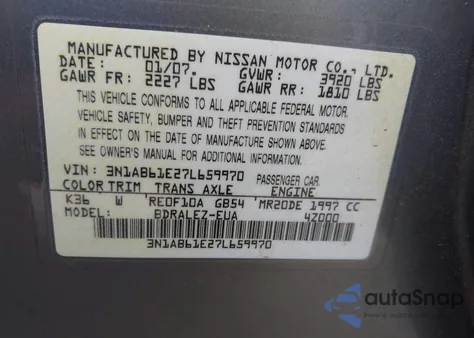 MANUFACTURED BY NISSAN MOTOR CO., LTD.
DATE: 01/07. GVWR: 3920 LBS
GAWR FR: 2227 LBS GAWR RR: 1810 LBS
THIS VEHICLE CONFORMS TO ALL APPLICABLE FEDERAL MOTOR
VEHICLE SAFETY, BUMPER AND THEFT PREVENTION STANDARDS
IN EFFECT ON THE DATE OF MANUFACTURE SHOWN ABOVE.
SEE OWNER'S MANUAL FOR ADDITIONAL INFORMATION.
VIN: 3N1AB61E27L659970 PASSENGER CAR.
COLOR TRIM TRANS AXLE ENGINE
K36 W RE0F10A GB54 MR20DE 1997 CC
MODEL: BDRALEZ-EUA 4Z000
3N1AB61E27L659970
autoSnap